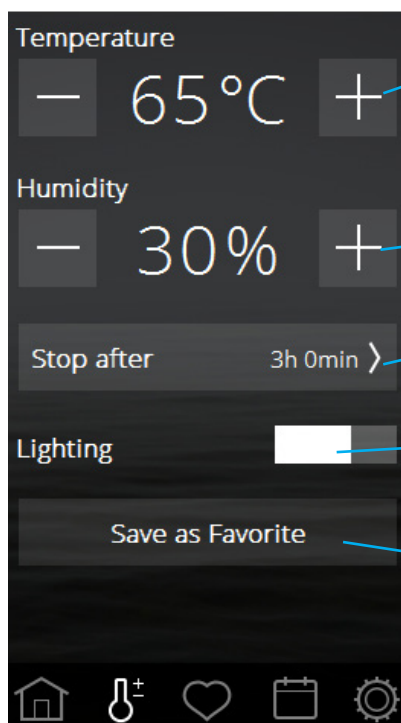 Temperature
— 65°C +
Humidity
— 30% +
Stop after 3h 0min ❭
Lighting
Save as Favorite